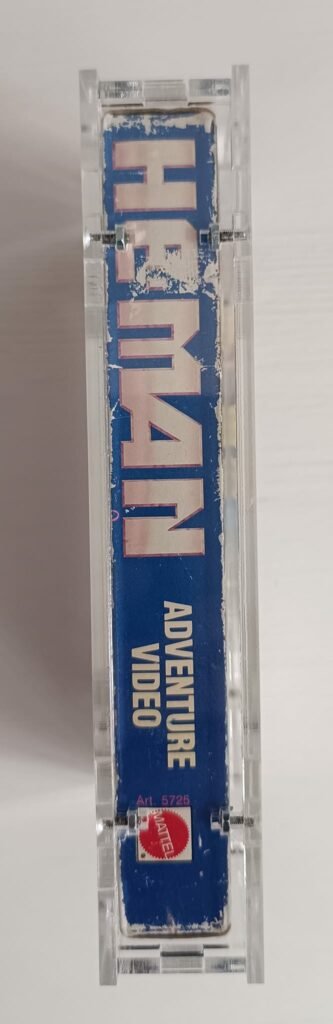 HE-MAN
ADVENTURE
VIDEO
Art. 5725
MATTEL